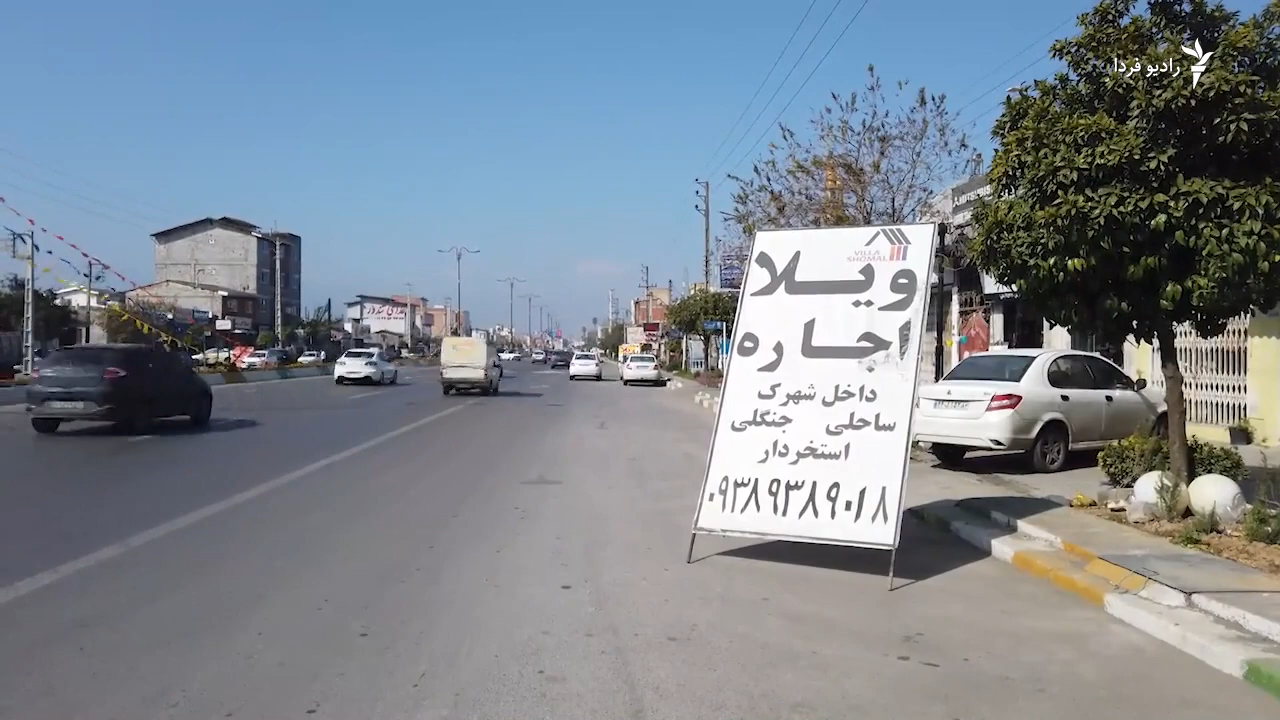 رادیو فردا
VILLA
SHOMAL
ویلا
اجاره
داخل شهرک
ساحلی جنگلی
استخردار
۰۹۳۸۹۳۸۹۰۱۸